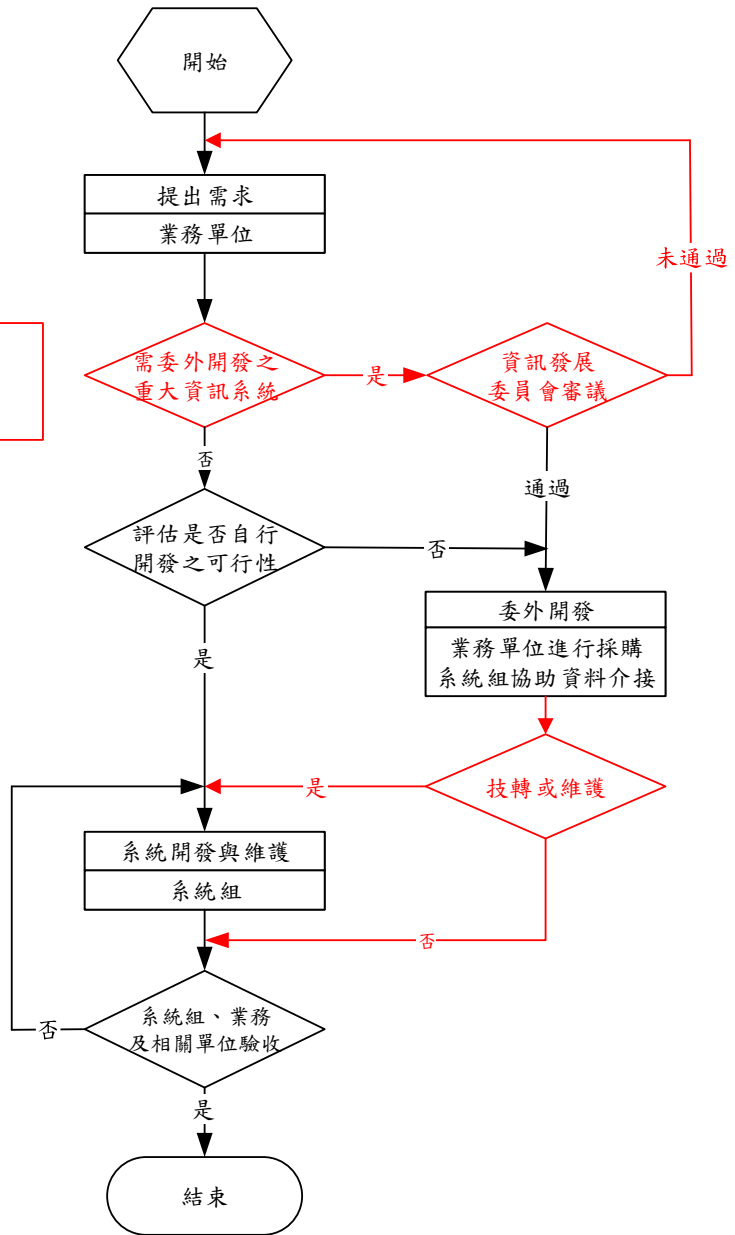 開始
提出需求
業務單位
未通過
需委外開發之
重大資訊系統
是
資訊發展
委員會審議
否
通過
評估是否自行
開發之可行性
否
委外開發
業務單位進行採購
系統組協助資料介接
是
是
技轉或維護
系統開發與維護
系統組
否
系統組、業務
及相關單位驗收
否
是
結束